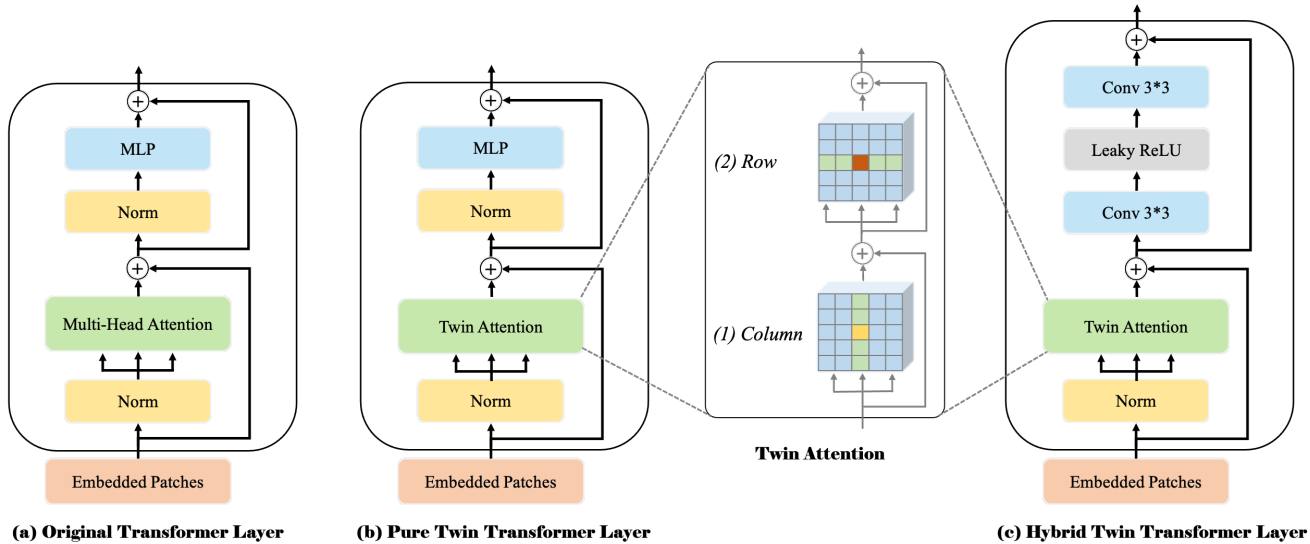 +
MLP
Norm
+
Multi-Head Attention
Norm
Embedded Patches
(a) Original Transformer Layer
+
MLP
Norm
+
Twin Attention
Norm
Embedded Patches
(b) Pure Twin Transformer Layer
+
(2) Row
+
(1) Column
Twin Attention
+
Conv 3*3
Leaky ReLU
Conv 3*3
+
Twin Attention
Norm
Embedded Patches
(c) Hybrid Twin Transformer Layer